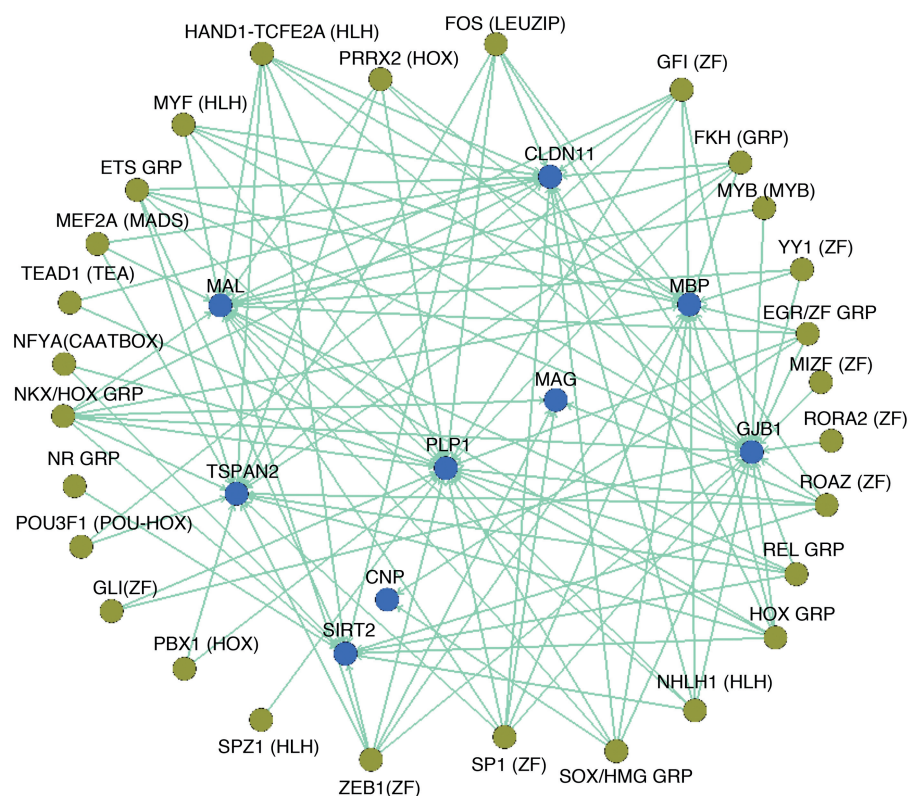 FOS (LEUZIP)
HAND1-TCFE2A (HLH)
PRRX2 (HOX)
GFI (ZF)
MYF (HLH)
FKH (GRP)
CLDN11
ETS GRP
MYB (MYB)
MEF2A (MADS)
YY1 (ZF)
TEAD1 (TEA)
MAL
MBP
EGR/ZF GRP
NFYA(CAATBOX)
MIZF (ZF)
MAG
NKX/HOX GRP
RORA2 (ZF)
GJB1
PLP1
NR GRP
TSPAN2
ROAZ (ZF)
POU3F1 (POU-HOX)
REL GRP
CNP
GLI(ZF)
HOX GRP
SIRT2
PBX1 (HOX)
NHLH1 (HLH)
SPZ1 (HLH)
SP1 (ZF)
SOX/HMG GRP
ZEB1(ZF)